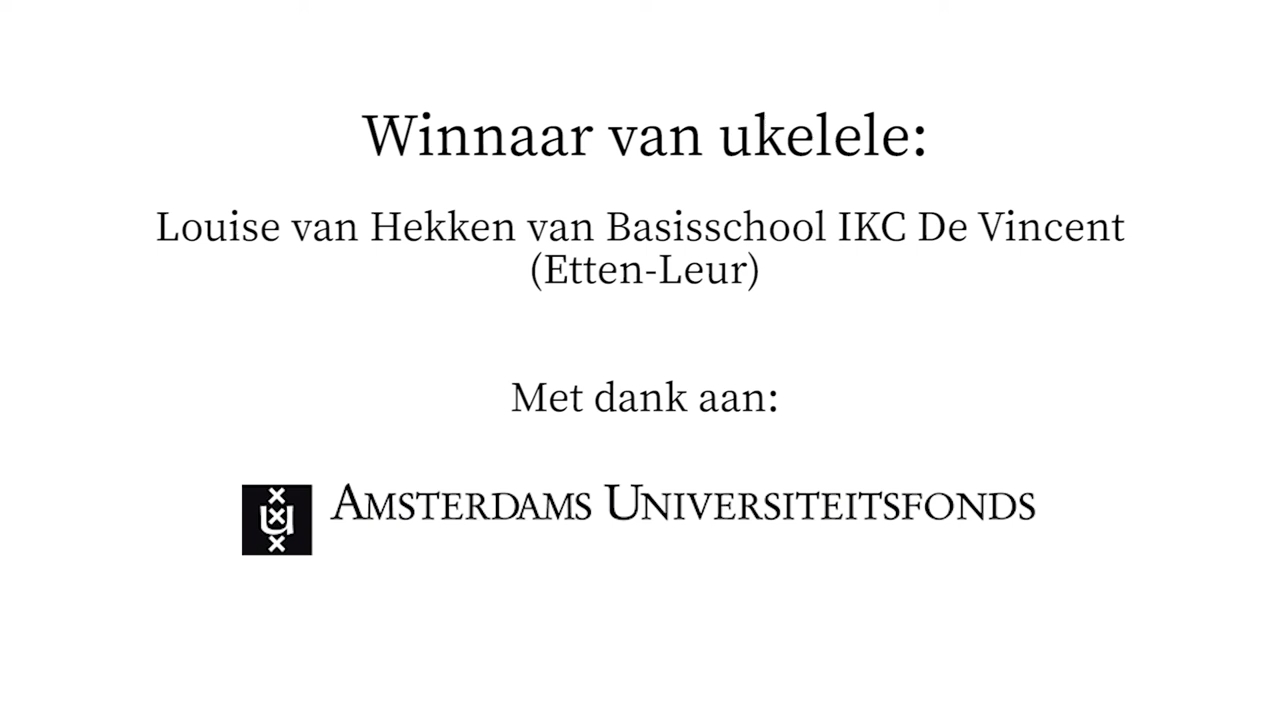 Winnaar van ukelele:
Louise van Hekken van Basisschool IKC De Vincent
(Etten-Leur)
Met dank aan:
AMSTERDAMS UNIVERSITEITSFONDS